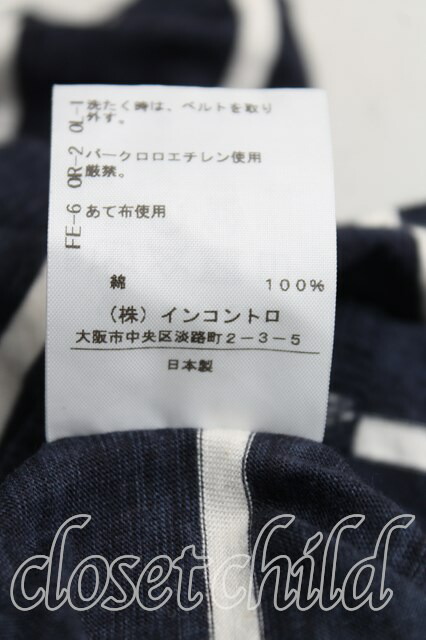 洗たく時は、ベルトを取り
外す。
パークロロエチレン使用
厳禁。
あて布使用
FE-6 OR-2 OL-1
綿 100%
（株）インコントロ
大阪市中央区淡路町2-3-5
日本製
closet child